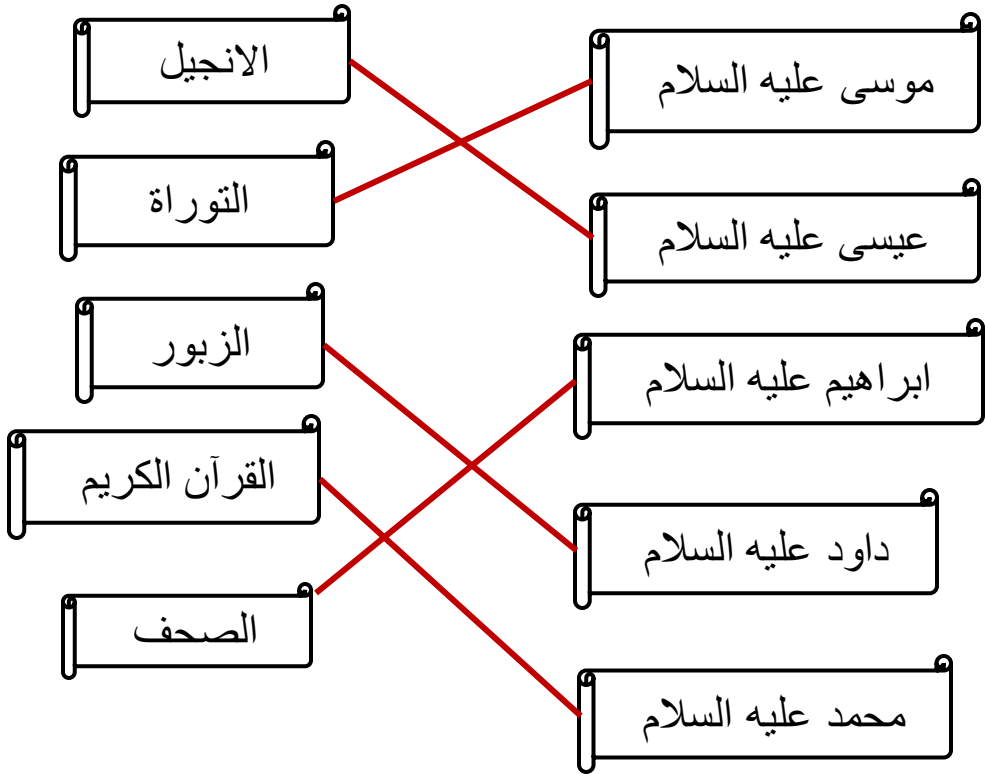 موسى عليه السلام
الانجيل
عيسى عليه السلام
التوراة
ابراهيم عليه السلام
الزبور
داود عليه السلام
القرآن الكريم
محمد عليه السلام
الصحف